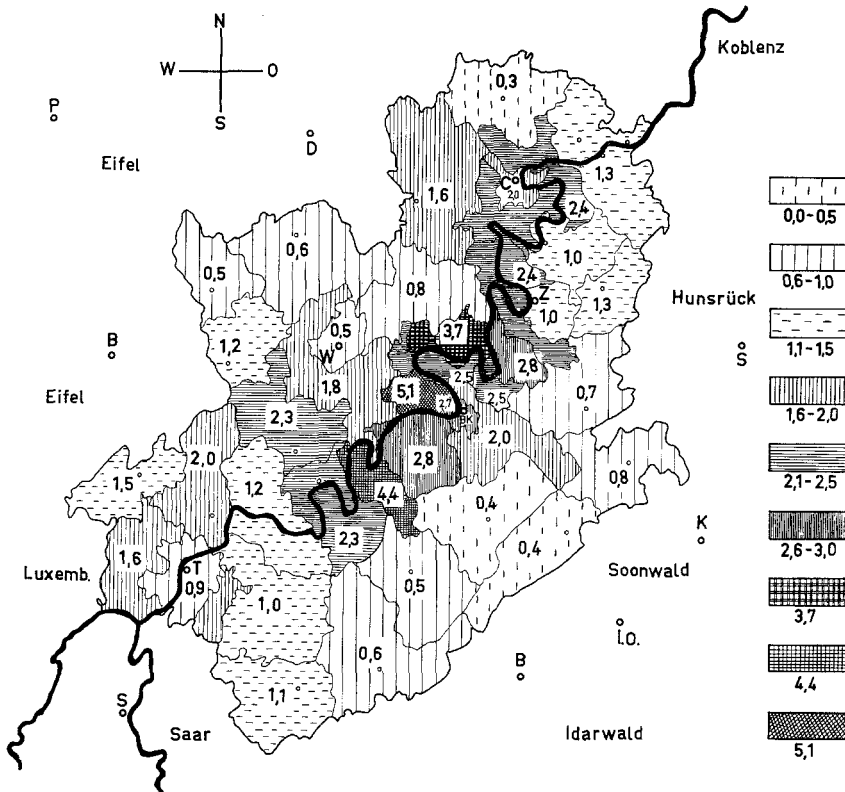 N
W O
S
Koblenz
P
Eifel
D
0,3
1,3
C
2,0
1,6
2,4
0,0-0,5
0,6
0,5
1,0
0,6-1,0
0,8
2,4
Z
1,0
1,3
Hunsrück
B
1,2
0,5
W
3,7
S
1,1-1,5
Eifel
1,8
5,1
2,5
2,7
2,8
2,5
0,7
1,6-2,0
2,3
2,0
2,8
2,0
2,1-2,5
1,5
1,2
4,4
0,4
0,8
K
2,6-3,0
2,3
0,4
Luxemb.
1,6
T
0,9
0,5
Soonwald
3,7
1,0
I.O.
0,6
B
4,4
1,1
S
Saar
Idarwald
5,1